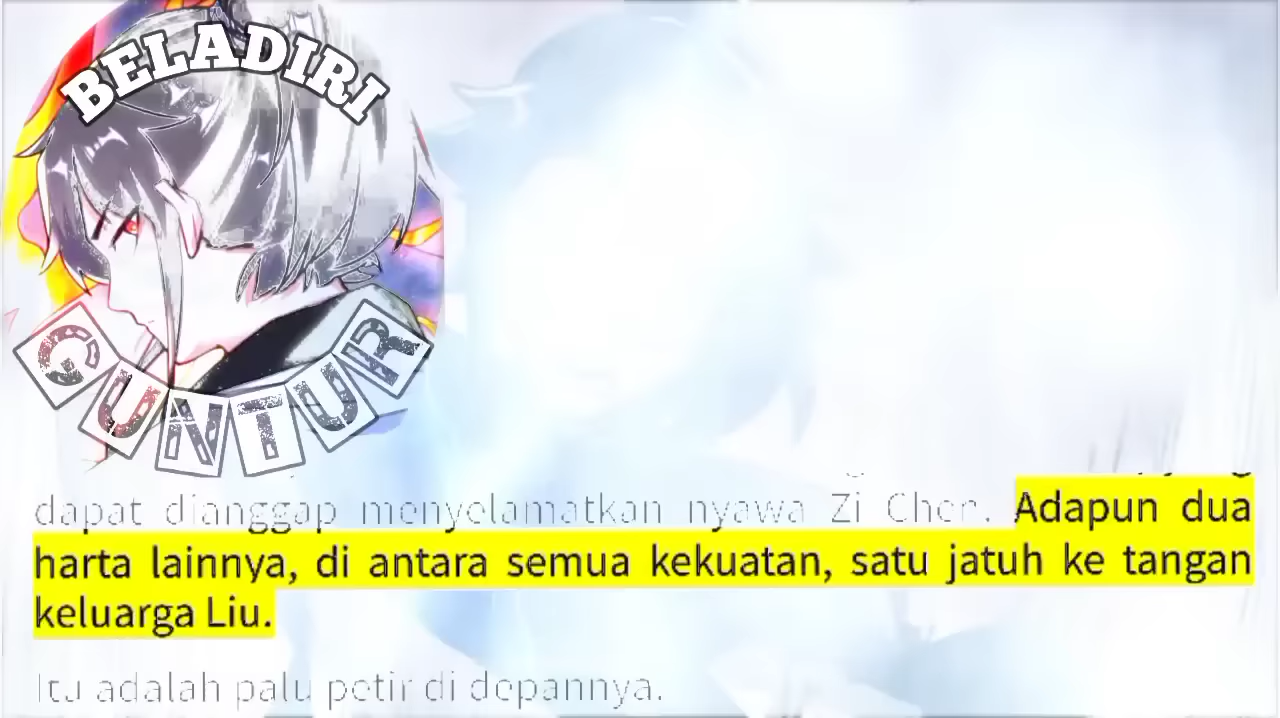 BELADIRI
GUNTUR
dapat dianggap menyelamatkan nyawa Zi Chen. Adapun dua
harta lainnya, di antara semua kekuatan, satu jatuh ke tangan
keluarga Liu.
Itu adalah palu petir di depannya.